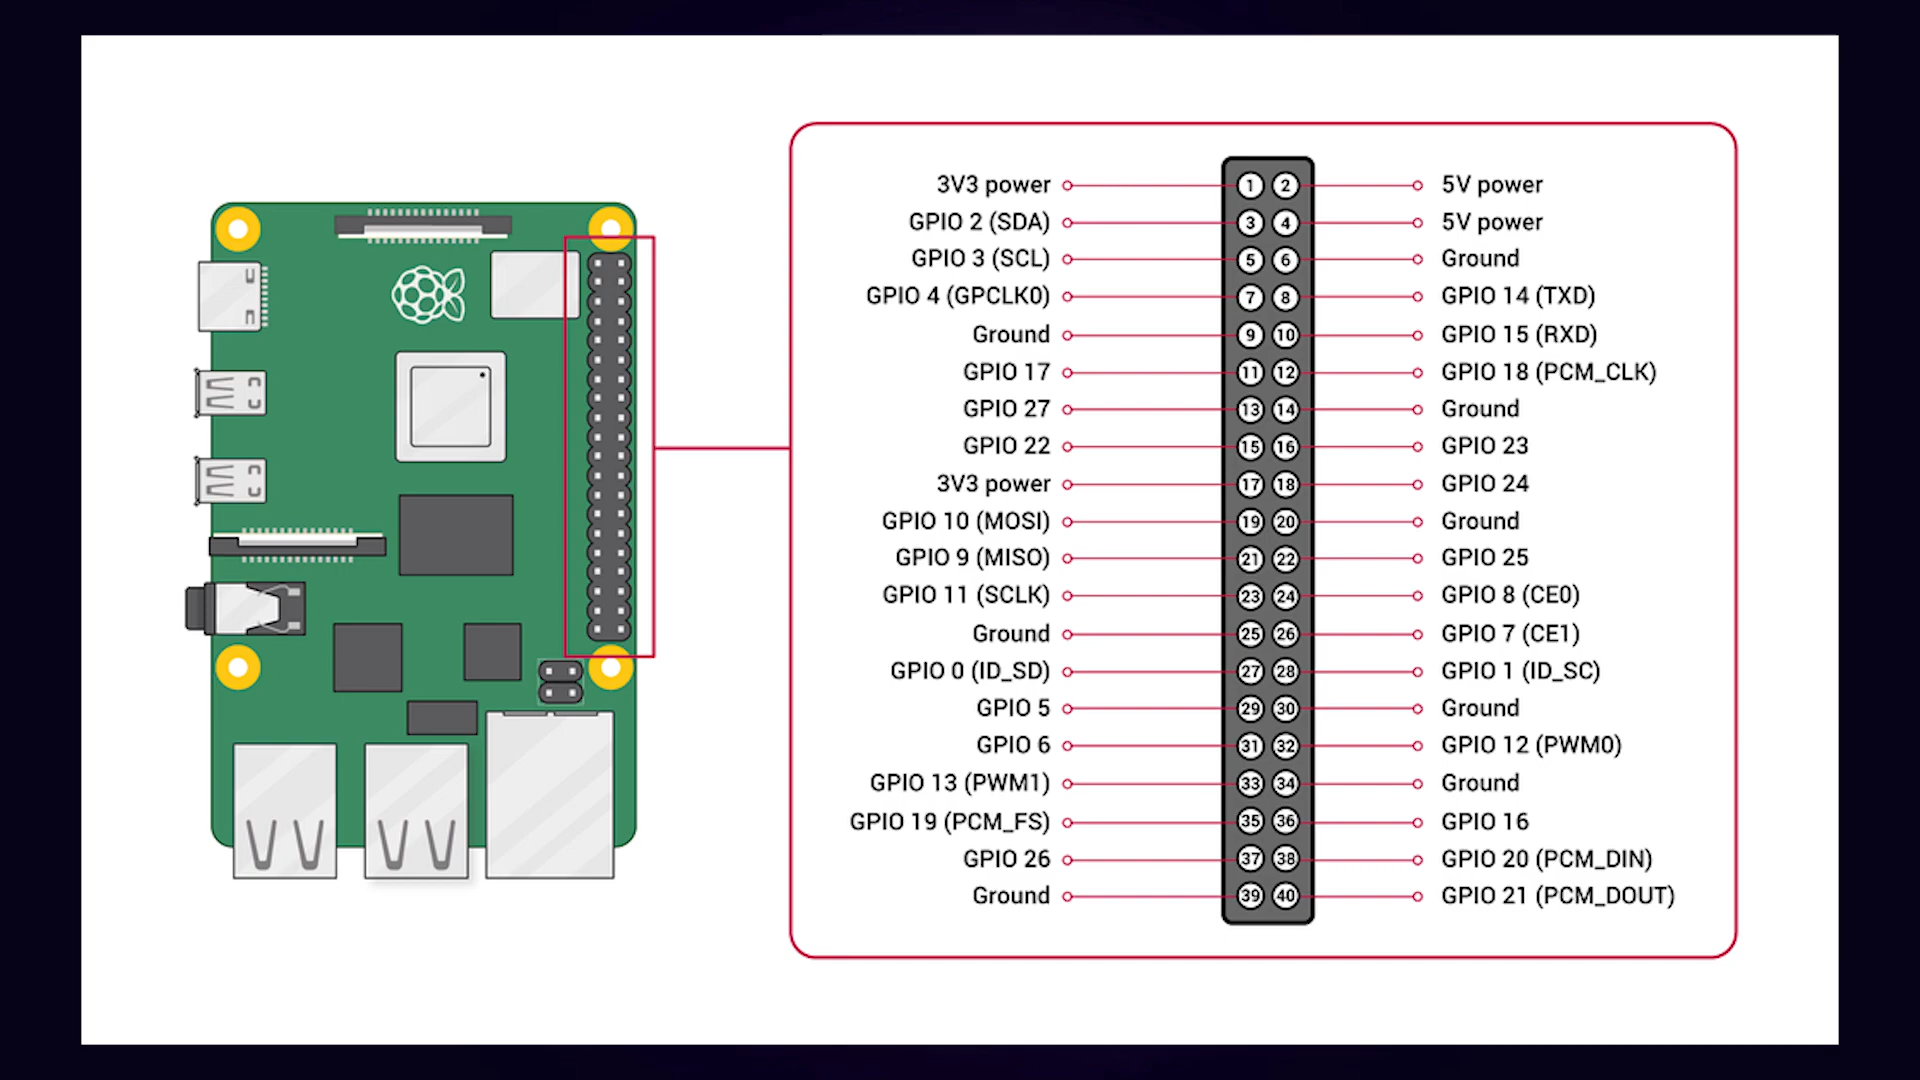 3V3 power 1 2 5V power
GPIO 2 (SDA) 3 4 5V power
GPIO 3 (SCL) 5 6 Ground
GPIO 4 (GPCLK0) 7 8 GPIO 14 (TXD)
Ground 9 10 GPIO 15 (RXD)
GPIO 17 11 12 GPIO 18 (PCM_CLK)
GPIO 27 13 14 Ground
GPIO 22 15 16 GPIO 23
3V3 power 17 18 GPIO 24
GPIO 10 (MOSI) 19 20 Ground
GPIO 9 (MISO) 21 22 GPIO 25
GPIO 11 (SCLK) 23 24 GPIO 8 (CE0)
Ground 25 26 GPIO 7 (CE1)
GPIO 0 (ID_SD) 27 28 GPIO 1 (ID_SC)
GPIO 5 29 30 Ground
GPIO 6 31 32 GPIO 12 (PWM0)
GPIO 13 (PWM1) 33 34 Ground
GPIO 19 (PCM_FS) 35 36 GPIO 16
GPIO 26 37 38 GPIO 20 (PCM_DIN)
Ground 39 40 GPIO 21 (PCM_DOUT)